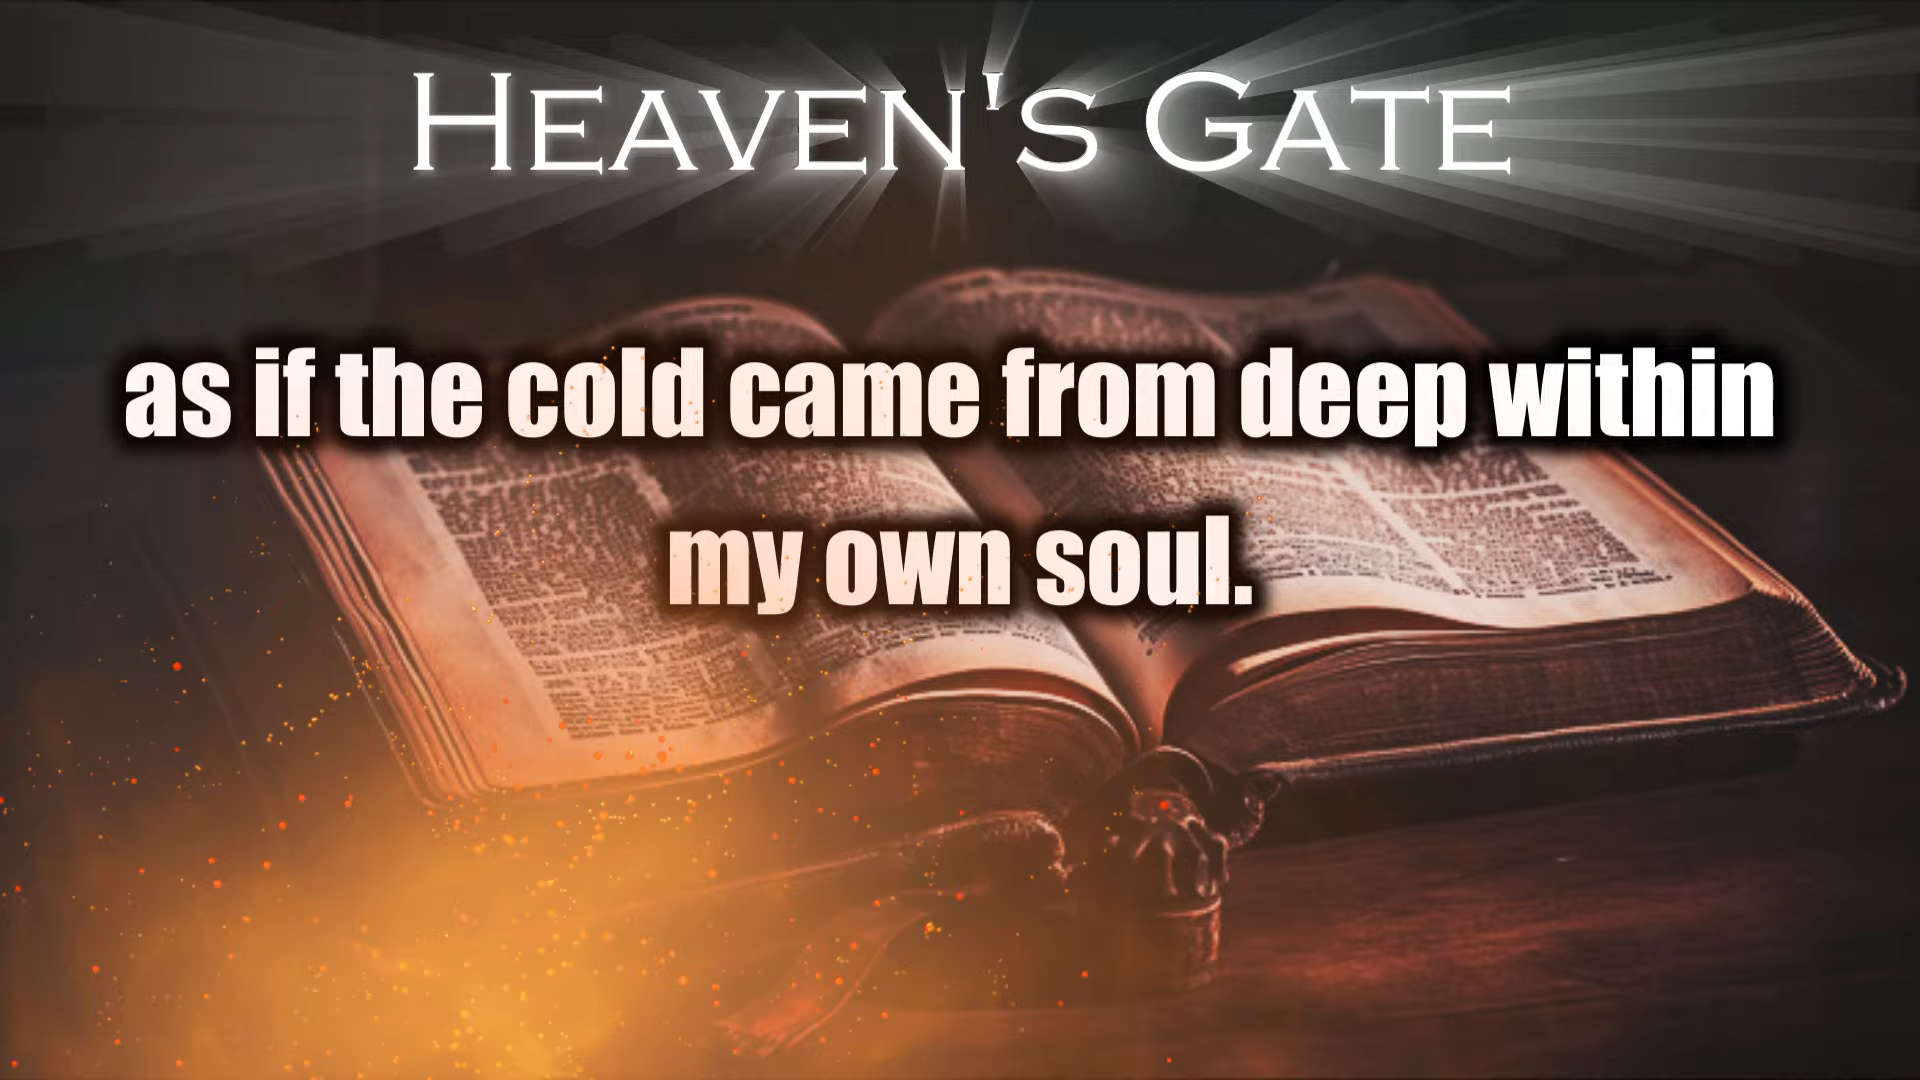 HEAVEN'S GATE
as if the cold came from deep within
my own soul.